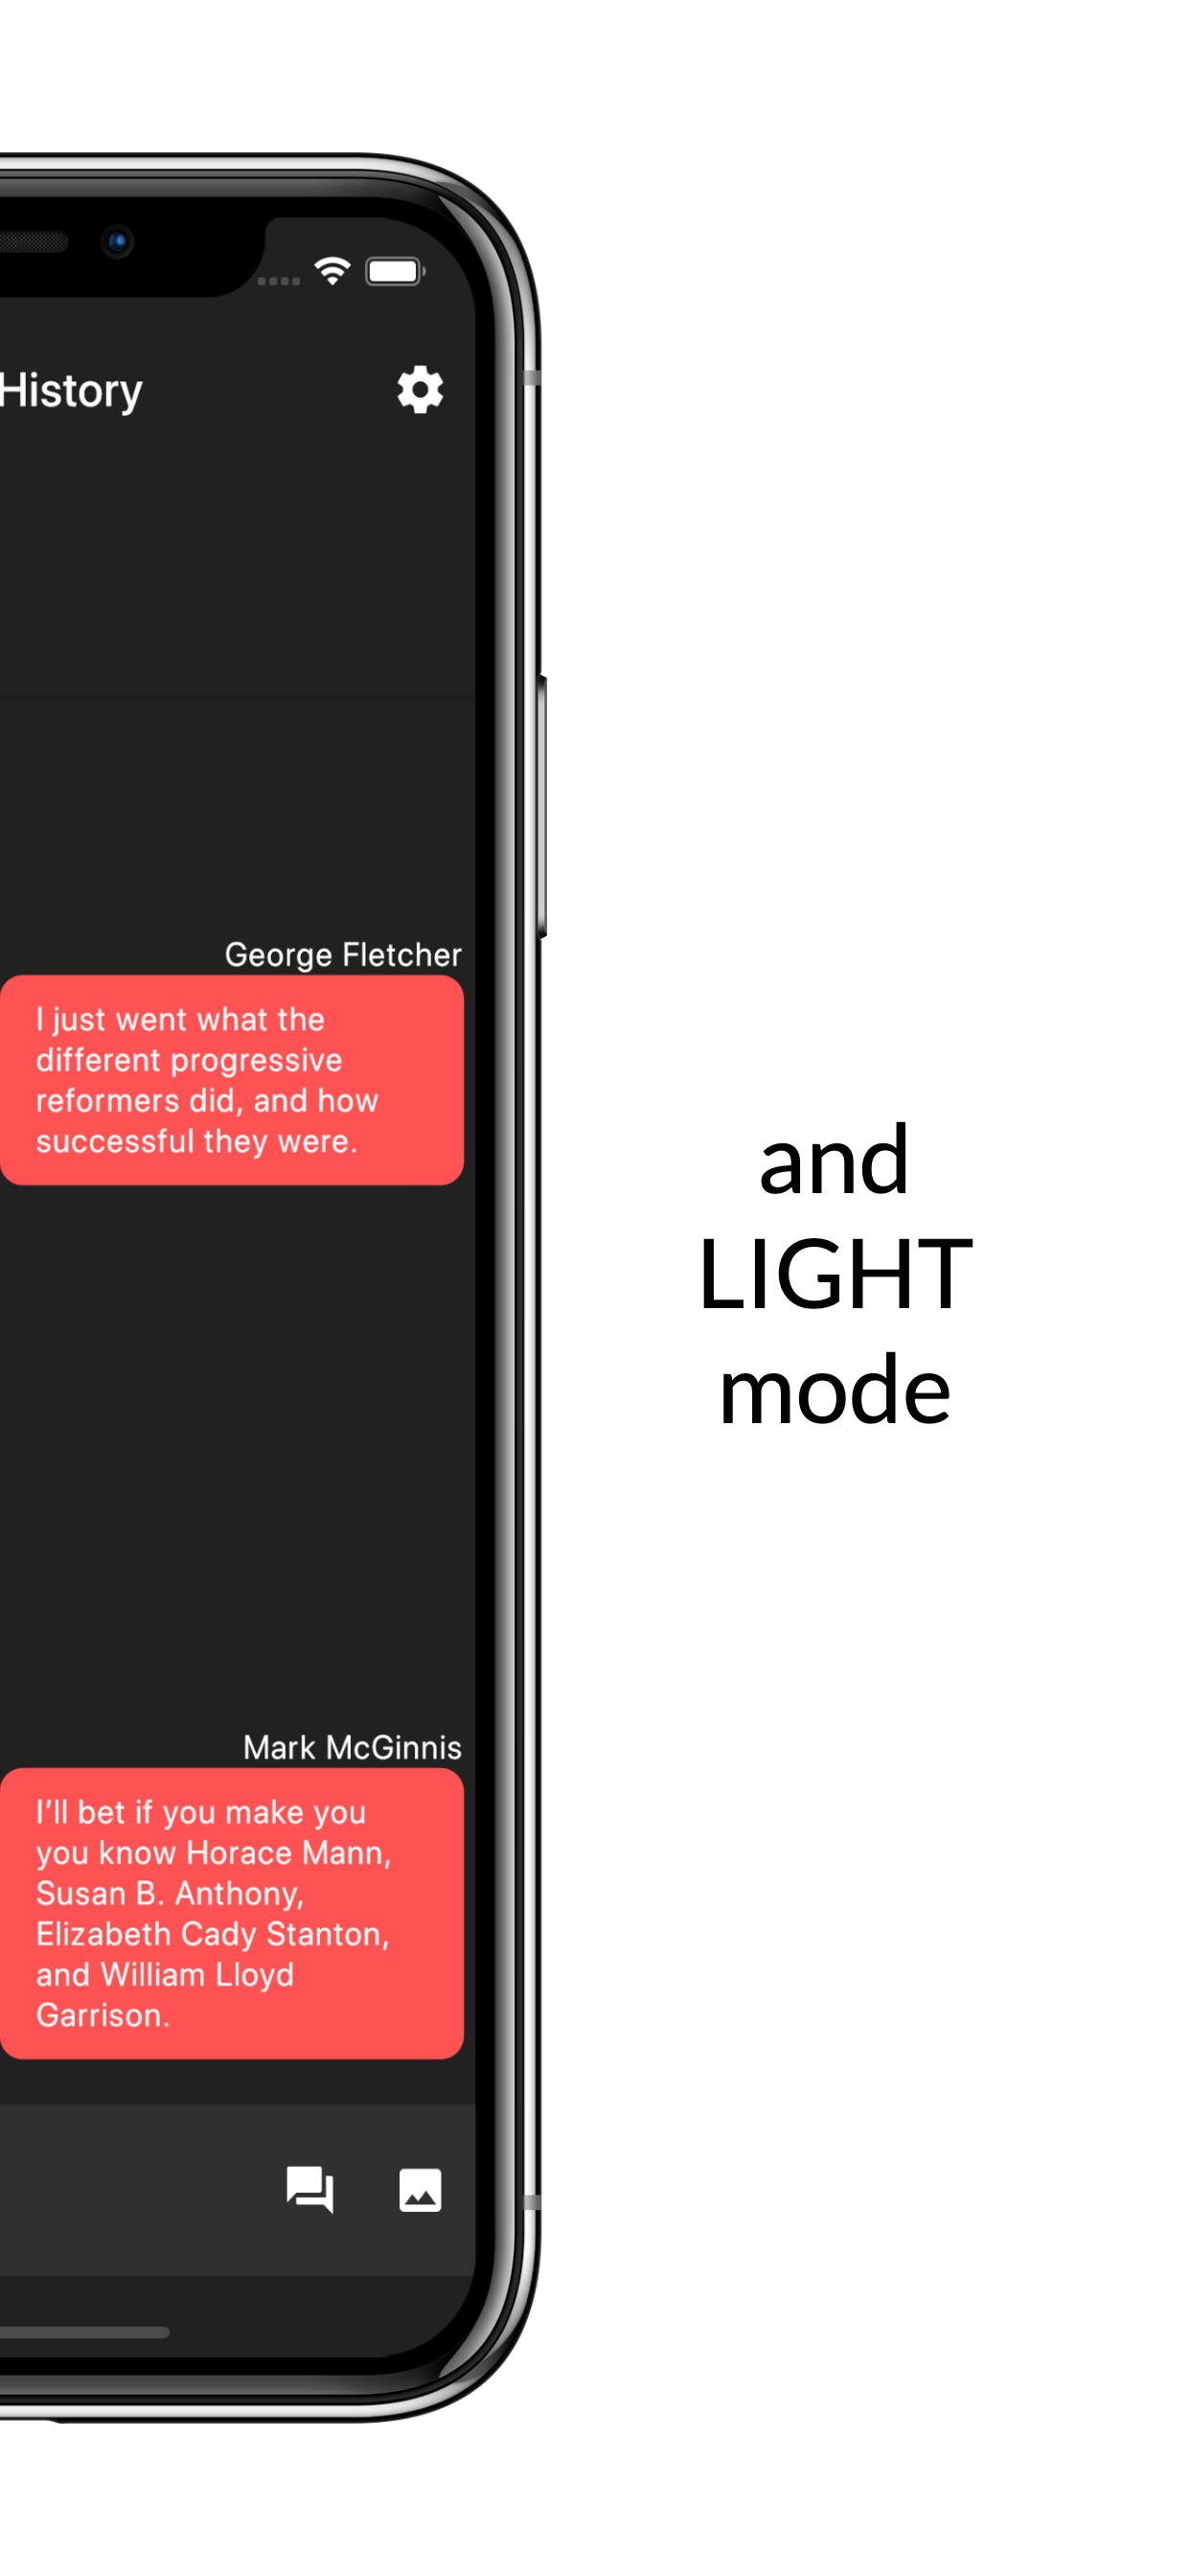 History
George Fletcher
I just went what the
different progressive
reformers did, and how
successful they were.
and
LIGHT
mode
Mark McGinnis
I'll bet if you make you
you know Horace Mann,
Susan B. Anthony,
Elizabeth Cady Stanton,
and William Lloyd
Garrison.